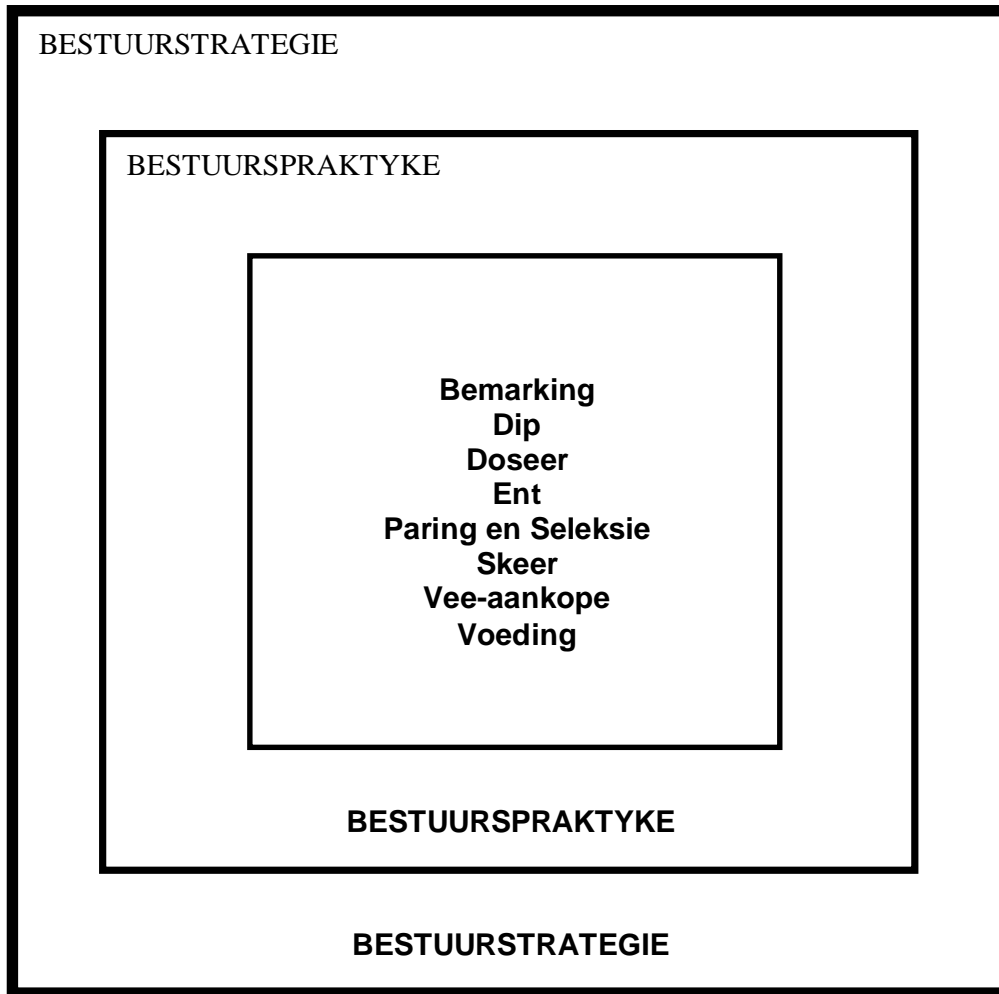 BESTUURSTRATEGIE
BESTUURSPRAKTYKE
Bemarking
Dip
Doseer
Ent
Paring en Seleksie
Skeer
Vee-aankope
Voeding
BESTUURSPRAKTYKE
BESTUURSTRATEGIE